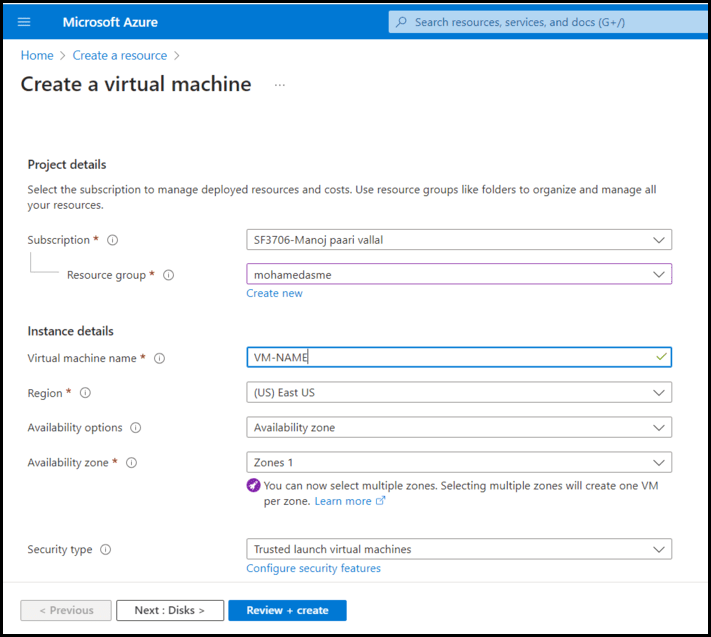 Microsoft Azure
Search resources, services, and docs (G+/)
Home > Create a resource >
Create a virtual machine ...
Project details
Select the subscription to manage deployed resources and costs. Use resource groups like folders to organize and manage all
your resources.
Subscription * SF3706-Manoj paari vallal
Resource group * mohamedasme
Create new
Instance details
Virtual machine name * VM-NAME
Region * (US) East US
Availability options Availability zone
Availability zone * Zones 1
You can now select multiple zones. Selecting multiple zones will create one VM
per zone. Learn more
Security type Trusted launch virtual machines
Configure security features
< Previous Next : Disks > Review + create